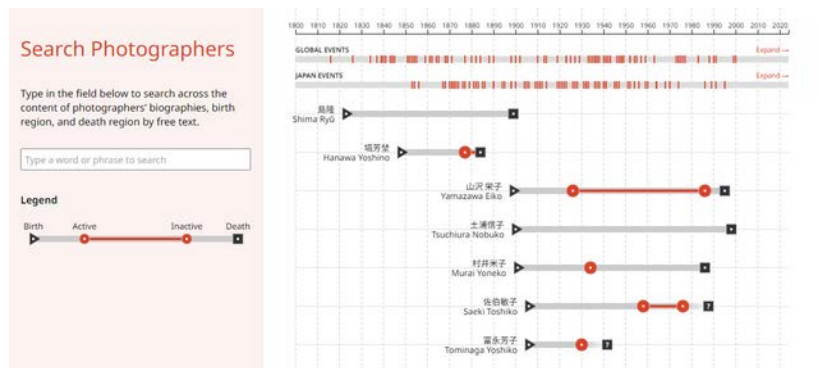 Search Photographers
Type in the field below to search across the
content of photographers' biographies, birth
region, and death region by free text.
Type a word or phrase to search
Legend
Birth Active Inactive Death
1800 1810 1820 1830 1840 1850 1860 1870 1880 1890 1900 1910 1920 1930 1940 1950 1960 1970 1980 1990 2000 2010 2020
GLOBAL EVENTS Expand →
JAPAN EVENTS Expand →
島隆
Shima Ryū
塙芳埜
Hanawa Yoshino
山沢栄子
Yamazawa Eiko
土浦信子
Tsuchiura Nobuko
村井米子
Murai Yoneko
佐伯敏子
Saeki Toshiko
?
冨永芳子
Tominaga Yoshiko
?